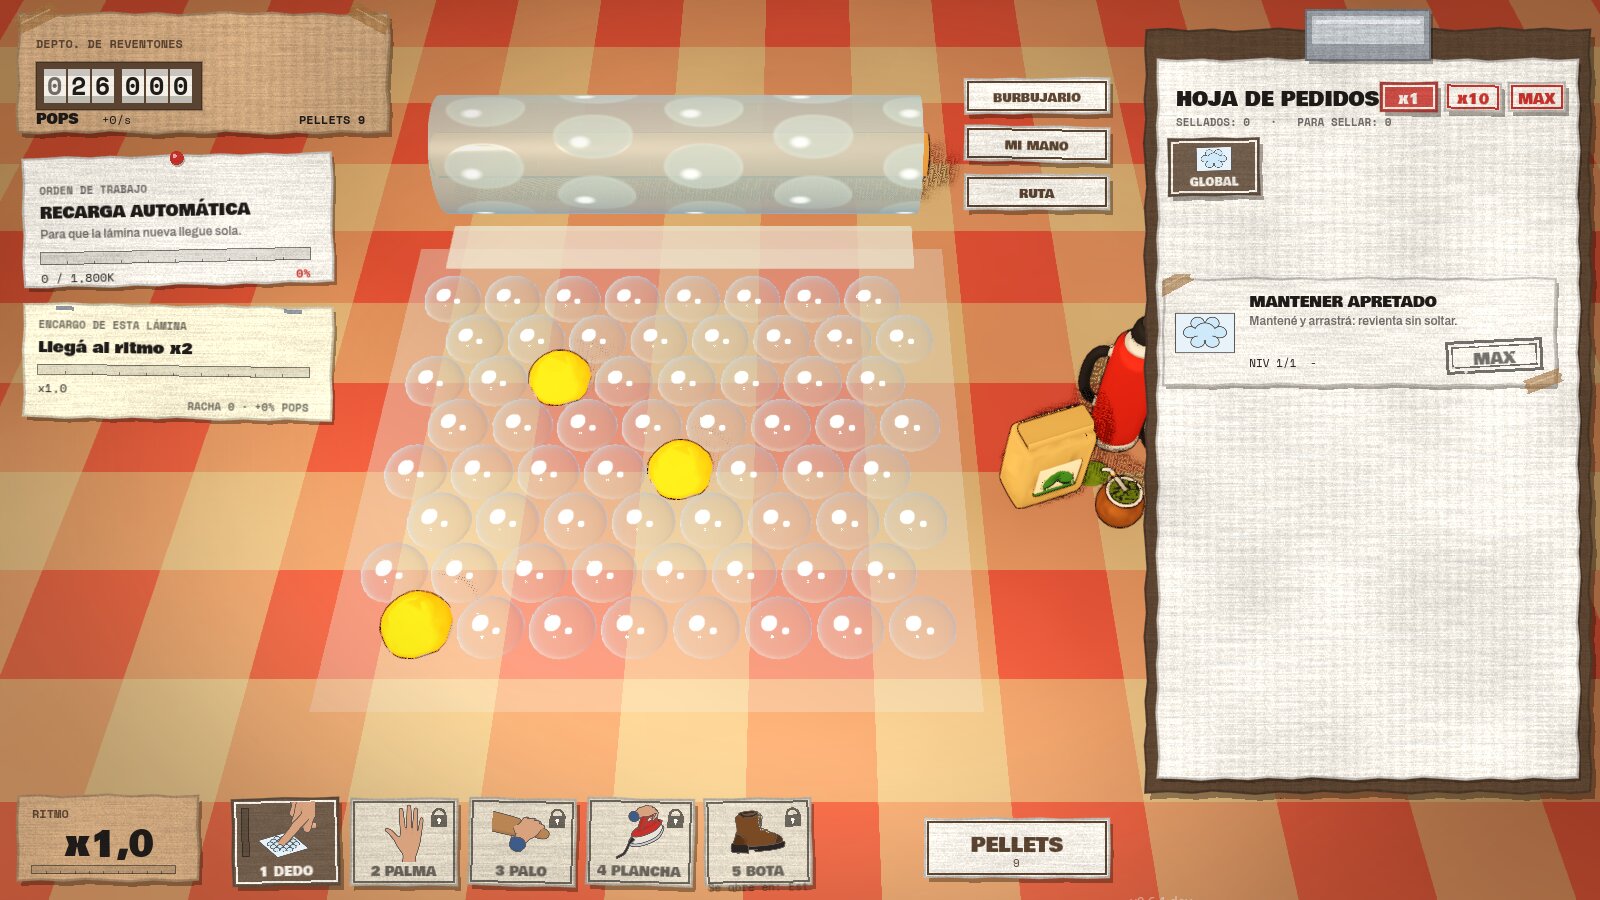 DEPTO. DE REVENTONES
026000
POPS +0/s PELLETS 9
ORDEN DE TRABAJO
RECARGA AUTOMÁTICA
Para que la lámina nueva llegue sola.
0 / 1.800K 0%
ENCARGO DE ESTA LÁMINA
Llegá al ritmo x2
x1.0
RACHA 0 · +0% POPS
BURBUJARIO
MI MANO
RUTA
HOJA DE PEDIDOS x1 x10 MAX
SELLADOS: 0 · PARA SELLAR: 0
GLOBAL
MANTENER APRETADO
Mantené y arrastrá: revienta sin soltar.
NIV 1/1 - MAX
RITMO
x1,0
1 DEDO
2 PALMA
3 PALO
4 PLANCHA
5 BOTA
Se abre en: Est
PELLETS
9